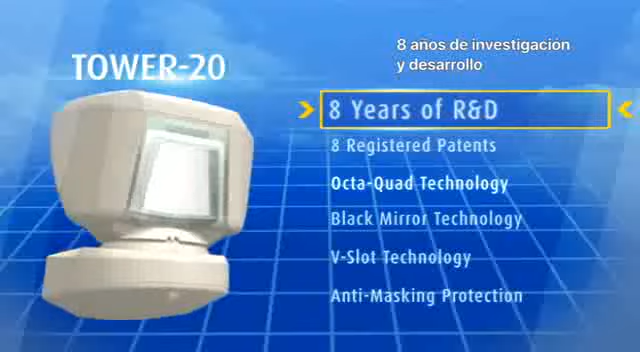 TOWER-20
8 años de investigación
y desarrollo
8 Years of R&D
8 Registered Patents
Octa-Quad Technology
Black Mirror Technology
V-Slot Technology
Anti-Masking Protection